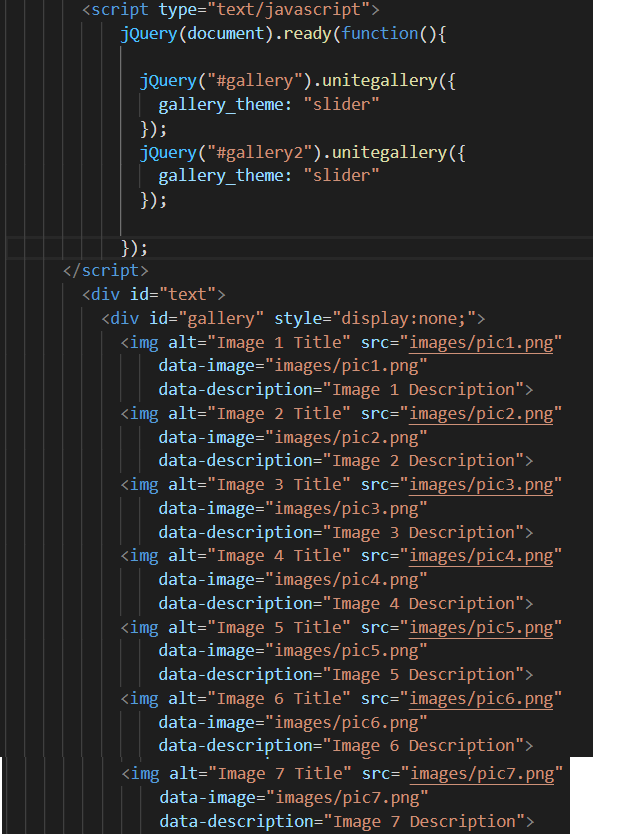 <script type="text/javascript">
jQuery(document).ready(function(){
jQuery("#gallery").unitegallery({
gallery_theme: "slider"
});
jQuery("#gallery2").unitegallery({
gallery_theme: "slider"
});
});
</script>
<div id="text">
<div id="gallery" style="display:none;">
<img alt="Image 1 Title" src="images/pic1.png"
data-image="images/pic1.png"
data-description="Image 1 Description">
<img alt="Image 2 Title" src="images/pic2.png"
data-image="images/pic2.png"
data-description="Image 2 Description">
<img alt="Image 3 Title" src="images/pic3.png"
data-image="images/pic3.png"
data-description="Image 3 Description">
<img alt="Image 4 Title" src="images/pic4.png"
data-image="images/pic4.png"
data-description="Image 4 Description">
<img alt="Image 5 Title" src="images/pic5.png"
data-image="images/pic5.png"
data-description="Image 5 Description">
<img alt="Image 6 Title" src="images/pic6.png"
data-image="images/pic6.png"
data-description="Image 6 Description">
<img alt="Image 7 Title" src="images/pic7.png"
data-image="images/pic7.png"
data-description="Image 7 Description">